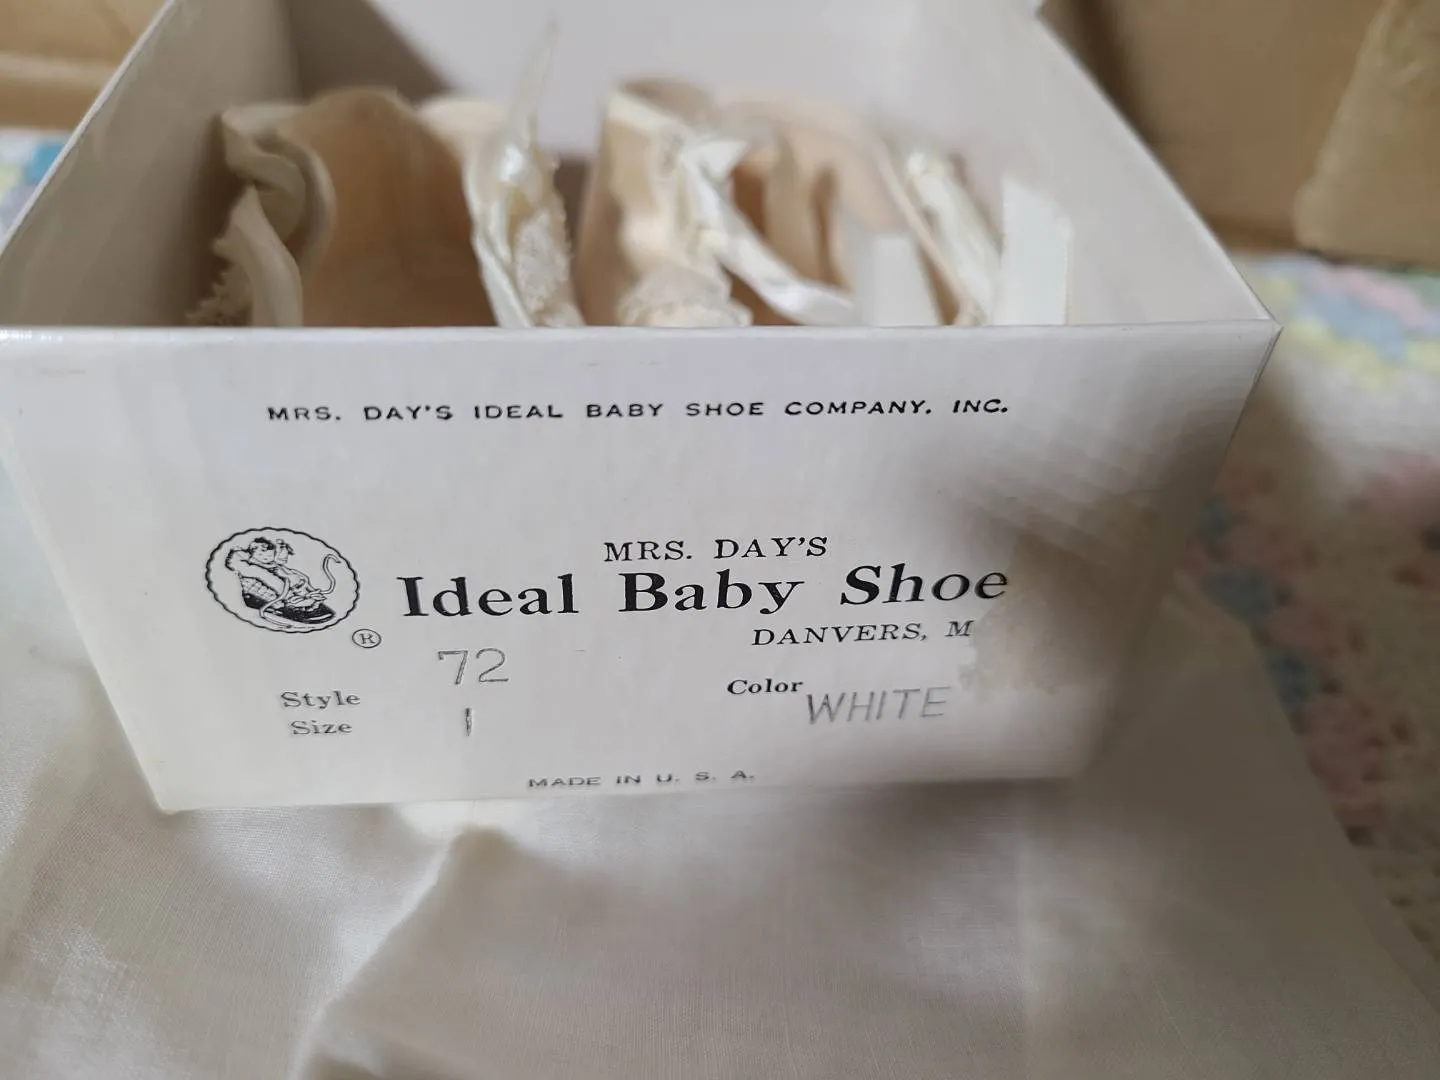 MRS. DAY'S IDEAL BABY SHOE COMPANY, INC.
MRS. DAY'S
Ideal Baby Shoe
®
DANVERS, M
Style 72
Color WHITE
Size 1
MADE IN U. S. A.